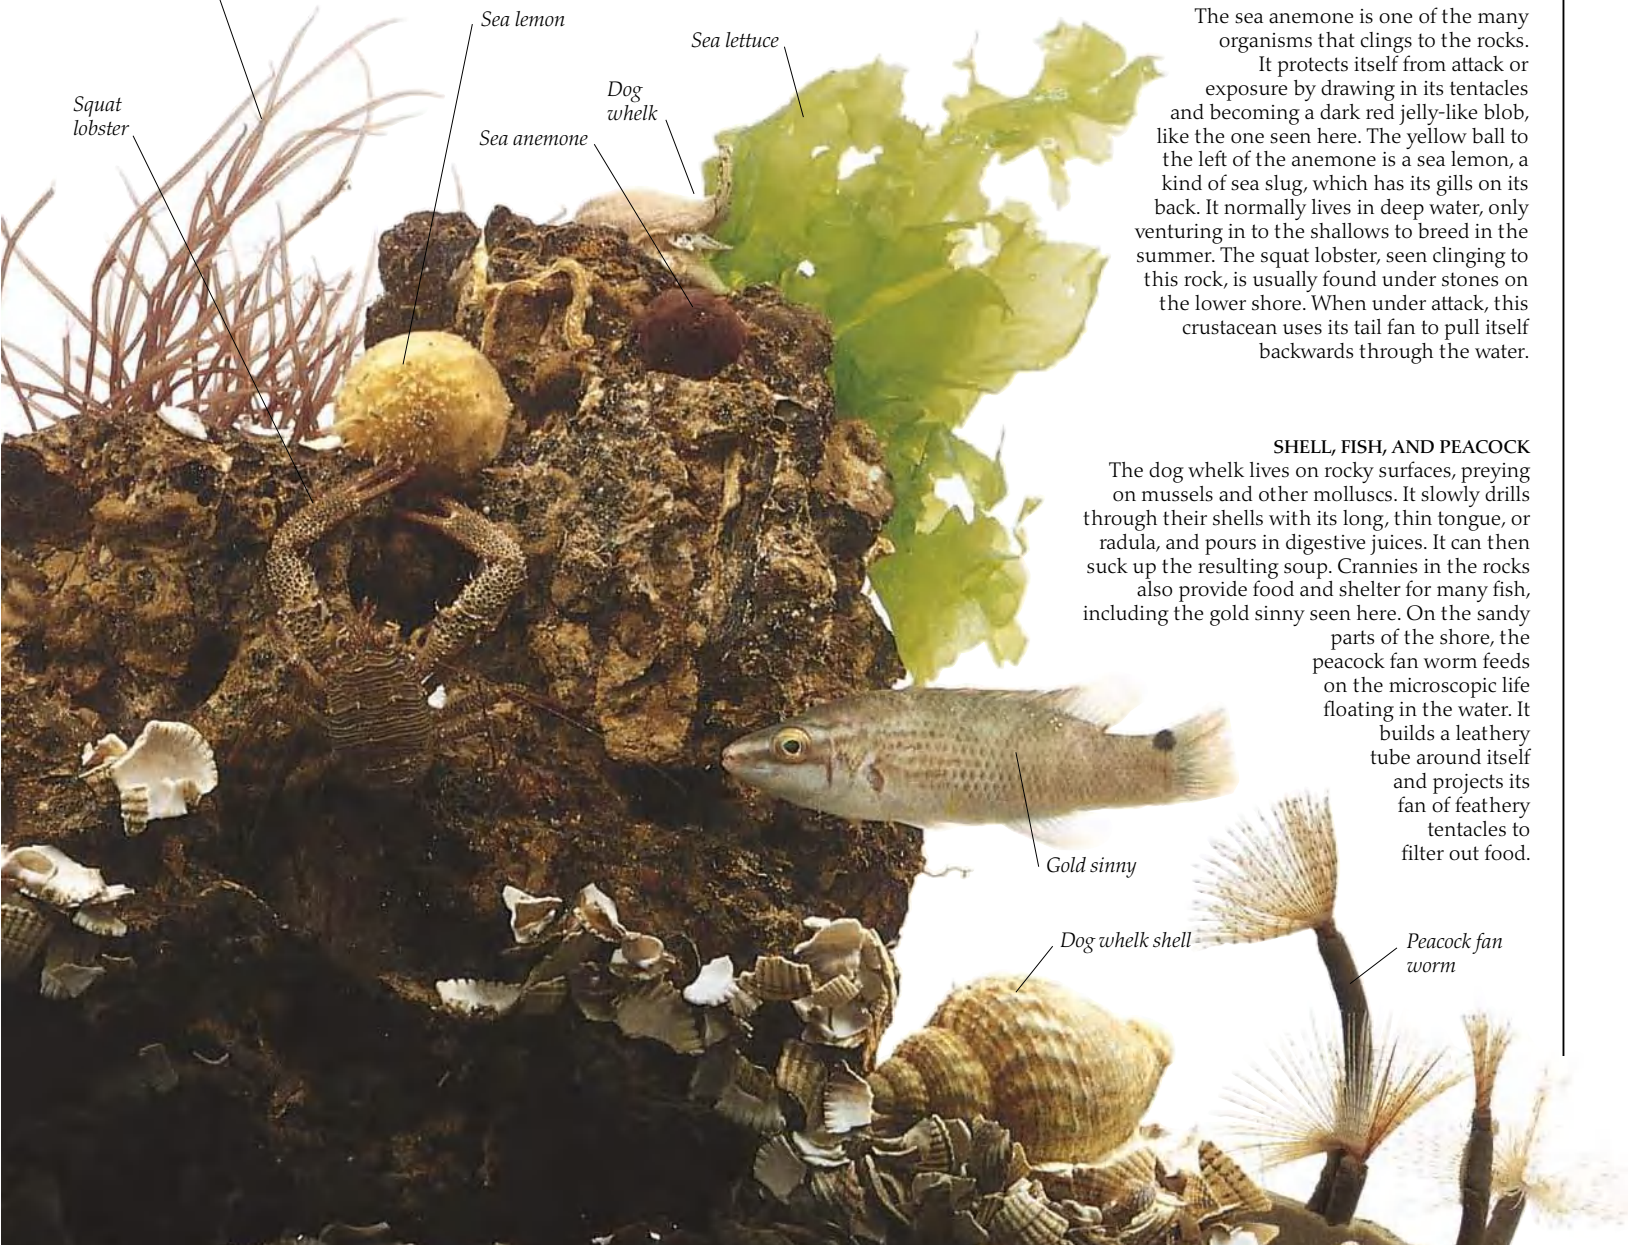 Sea lemon
Sea lettuce
Dog
whelk
Squat
lobster
Sea anemone
The sea anemone is one of the many
organisms that clings to the rocks.
It protects itself from attack or
exposure by drawing in its tentacles
and becoming a dark red jelly-like blob,
like the one seen here. The yellow ball to
the left of the anemone is a sea lemon, a
kind of sea slug, which has its gills on its
back. It normally lives in deep water, only
venturing in to the shallows to breed in the
summer. The squat lobster, seen clinging to
this rock, is usually found under stones on
the lower shore. When under attack, this
crustacean uses its tail fan to pull itself
backwards through the water.
SHELL, FISH, AND PEACOCK
The dog whelk lives on rocky surfaces, preying
on mussels and other molluscs. It slowly drills
through their shells with its long, thin tongue, or
radula, and pours in digestive juices. It can then
suck up the resulting soup. Crannies in the rocks
also provide food and shelter for many fish,
including the gold sinny seen here. On the sandy
parts of the shore, the
peacock fan worm feeds
on the microscopic life
floating in the water. It
builds a leathery
tube around itself
and projects its
fan of feathery
tentacles to
filter out food.
Gold sinny
Dog whelk shell
Peacock fan
worm